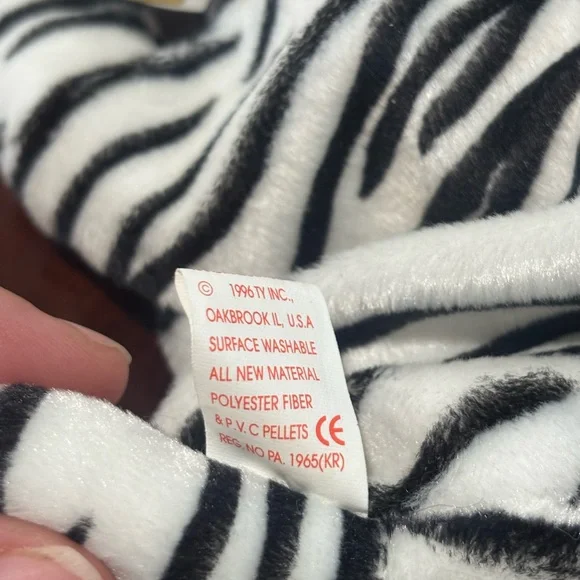 © 1996 TY INC.,
OAKBROOK IL, U.S.A
SURFACE WASHABLE
ALL NEW MATERIAL
POLYESTER FIBER
& P.V.C PELLETS CE
REG. NO PA. 1965(KR)